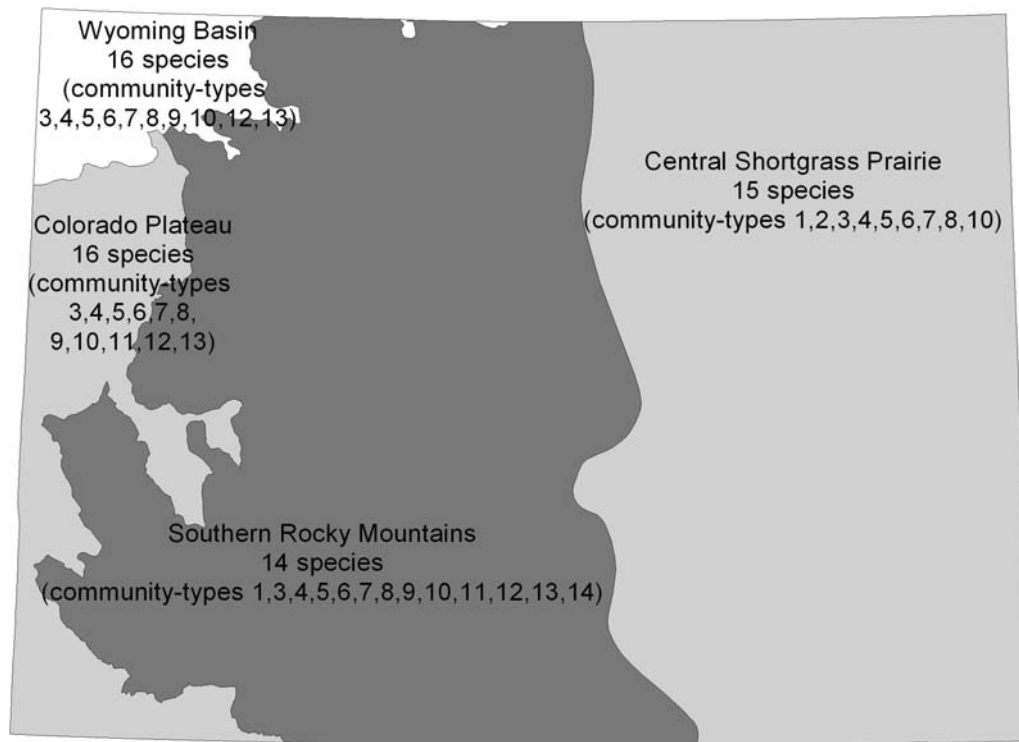 Wyoming Basin
16 species
(community-types
3,4,5,6,7,8,9,10,12,13)
Central Shortgrass Prairie
15 species
(community-types 1,2,3,4,5,6,7,8,10)
Colorado Plateau
16 species
(community-types
3,4,5,6,7,8,
9,10,11,12,13)
Southern Rocky Mountains
14 species
(community-types 1,3,4,5,6,7,8,9,10,11,12,13,14)